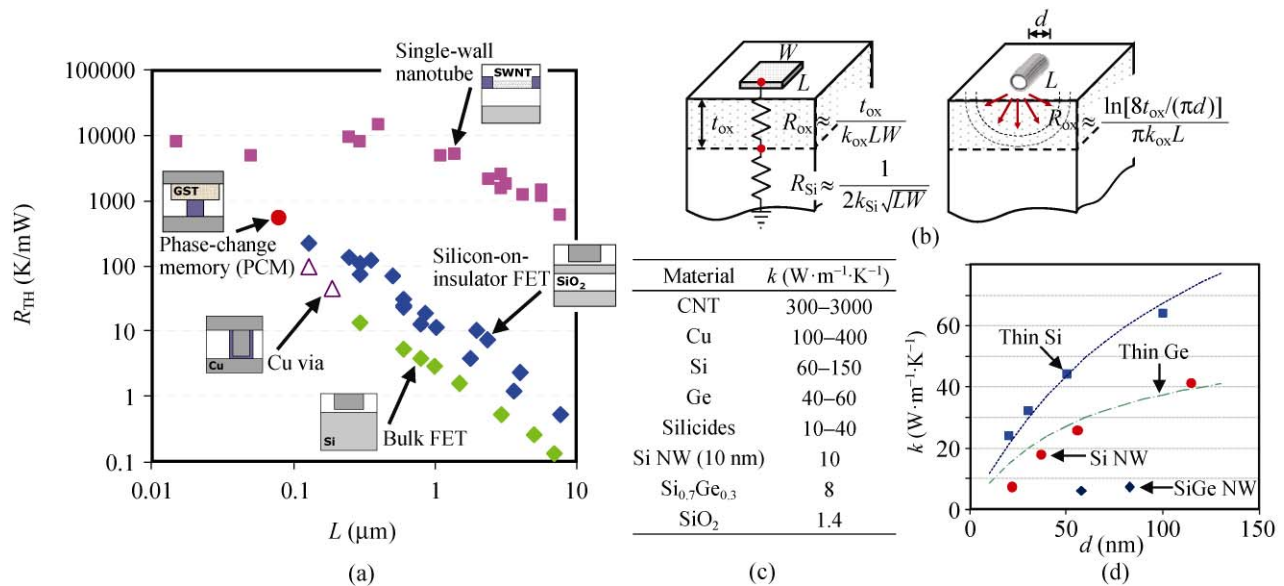 100000
10000
1000
100
10
1
0.1
R_TH (K/mW)
0.01
0.1
1
10
L (μm)
Single-wall
nanotube
SWNT
GST
Phase-change
memory (PCM)
Silicon-on-
insulator FET
SiO₂
Cu
Cu via
Si
Bulk FET
(a)
W
L
t_ox
R_ox ≈ t_ox/(k_ox LW)
R_Si ≈ 1/(2k_Si √LW)
d
L
R_ox ≈ ln[8t_ox/(πd)]/(πk_ox L)
(b)
Material k (W·m⁻¹·K⁻¹)
CNT 300–3000
Cu 100–400
Si 60–150
Ge 40–60
Silicides 10–40
Si NW (10 nm) 10
Si₀.₇Ge₀.₃ 8
SiO₂ 1.4
(c)
k (W·m⁻¹·K⁻¹)
60
40
20
0
Thin Si
Thin Ge
Si NW
SiGe NW
0
50
100
150
d (nm)
(d)